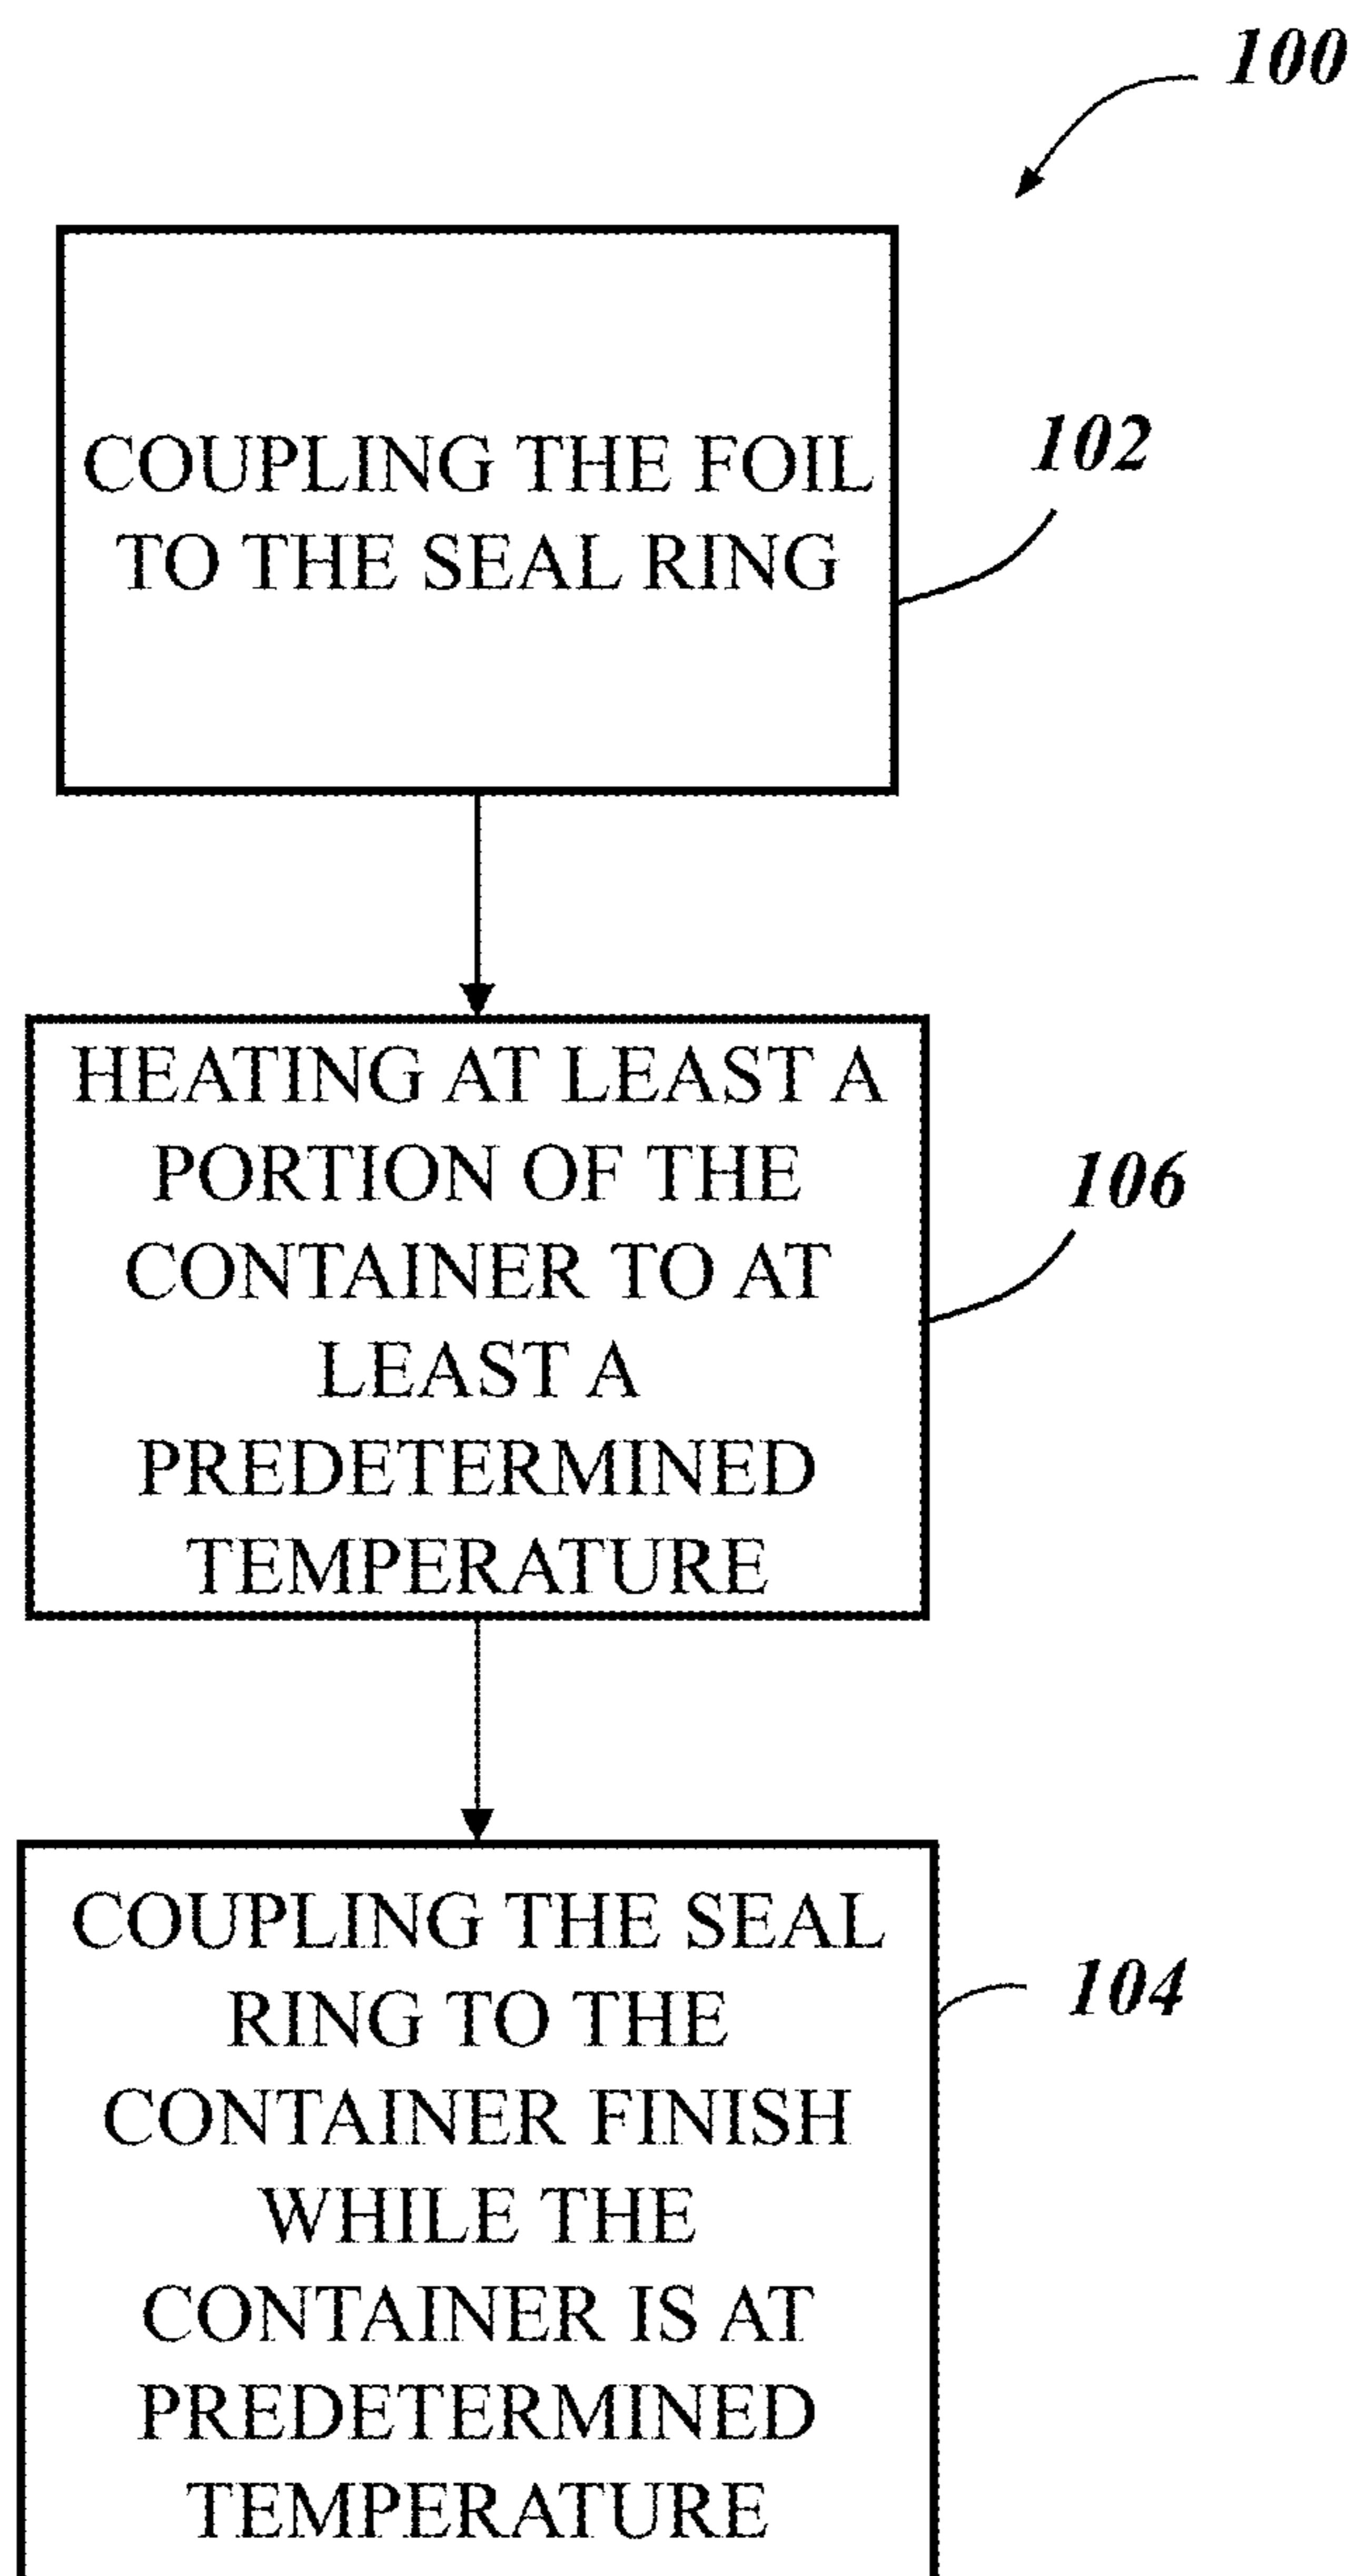 100
COUPLING THE FOIL
TO THE SEAL RING
102
HEATING AT LEAST A
PORTION OF THE
CONTAINER TO AT
LEAST A
PREDETERMINED
TEMPERATURE
106
COUPLING THE SEAL
RING TO THE
CONTAINER FINISH
WHILE THE
CONTAINER IS AT
PREDETERMINED
TEMPERATURE
104